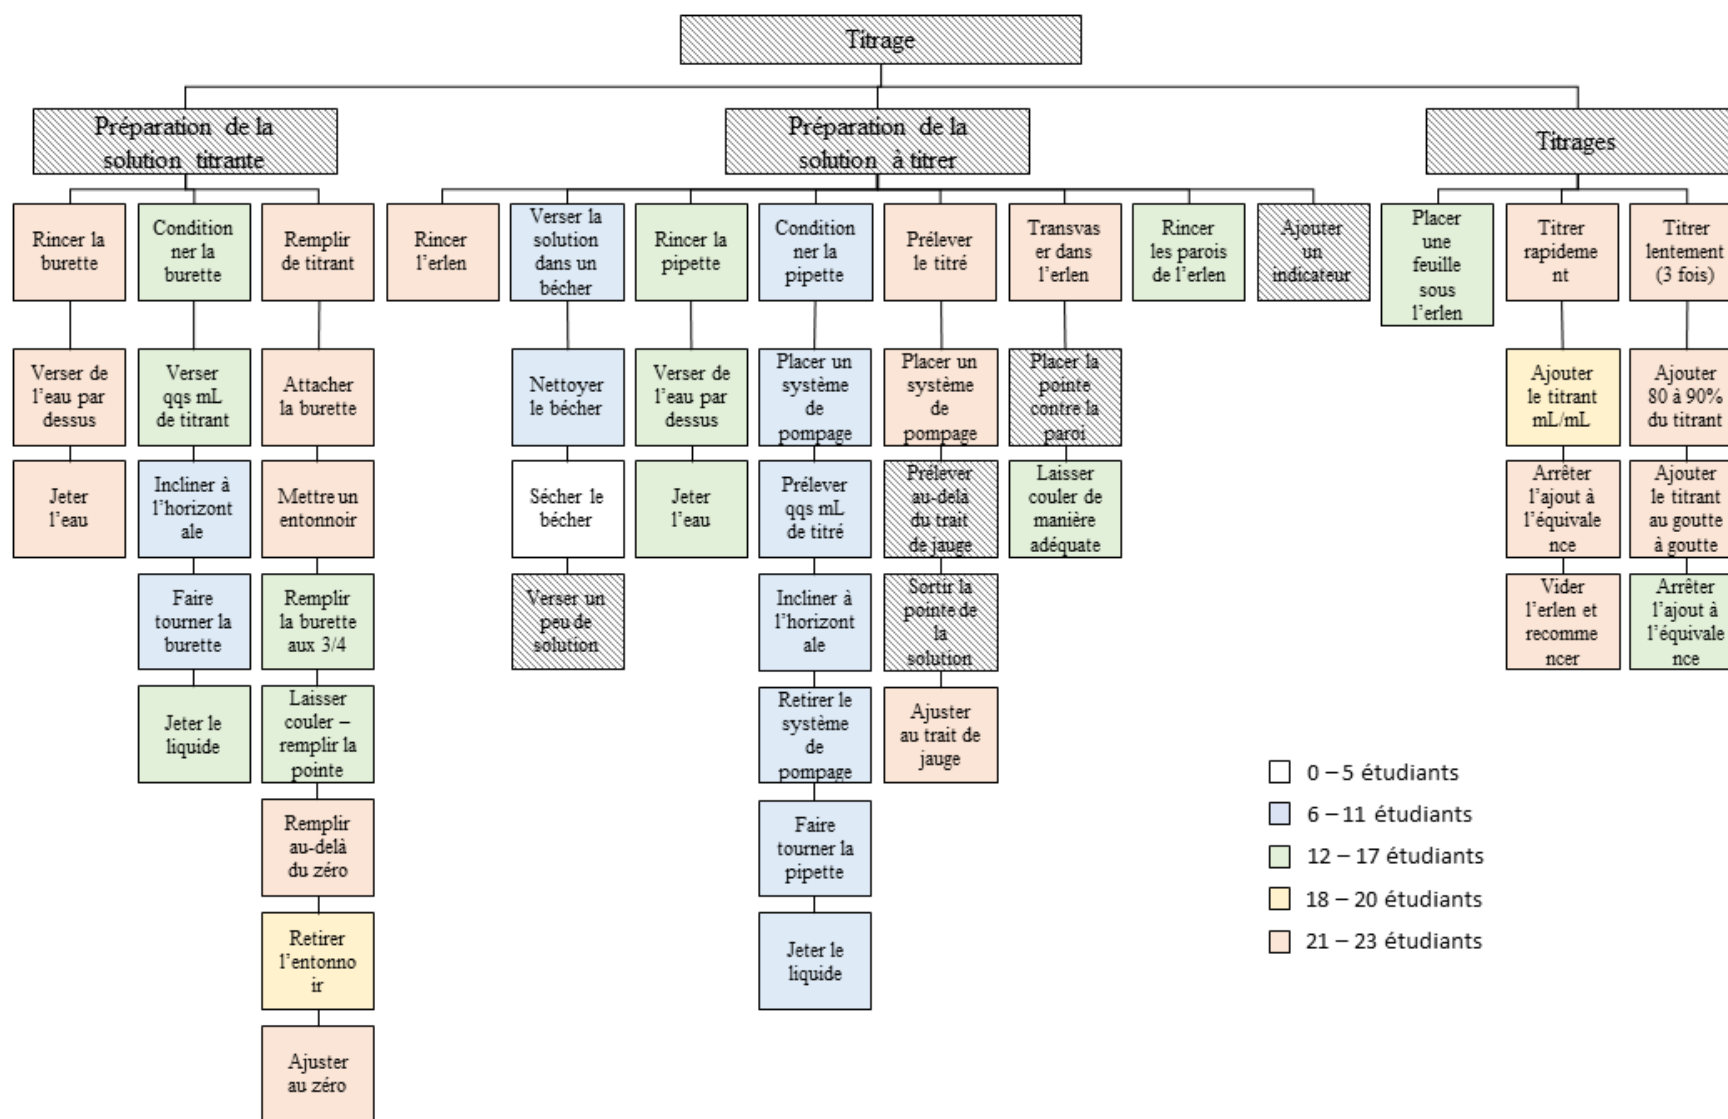 Titrage
Préparation de la
solution titrante
Préparation de la
solution à titrer
Titrages
Rincer la
burette
Condition
ner la
burette
Remplir
de titrant
Rincer
l'erlen
Verser la
solution
dans un
bécher
Rincer la
pipette
Condition
ner la
pipette
Prélever
le titré
Transvas
er dans
l'erlen
Rincer
les parois
de l'erlen
Ajouter
un
indicateur
Placer
une
feuille
sous
l'erlen
Titrer
rapideme
nt
Titrer
lentement
(3 fois)
Verser de
l'eau par
dessus
Verser
qqs mL
de titrant
Attacher
la burette
Nettoyer
le bécher
Verser de
l'eau par
dessus
Placer un
système
de
pompage
Placer un
système
de
pompage
Placer la
pointe
contre la
paroi
Ajouter
le titrant
mL/mL
Ajouter
80 à 90%
du titrant
Jeter
l'eau
Incliner à
l'horizont
ale
Mettre un
entonnoir
Sécher le
bécher
Jeter
l'eau
Prélever
qqs mL
de titré
Prélever
au-delà
du trait
de jauge
Laisser
couler de
manière
adéquate
Arrêter
l'ajout à
l'équivale
nce
Ajouter
le titrant
au goutte
à goutte
Faire
tourner la
burette
Remplir
la burette
aux 3/4
Verser un
peu de
solution
Incliner à
l'horizont
ale
Sortir la
pointe de
la
solution
Vider
l'erlen et
recomme
ncer
Arrêter
l'ajout à
l'équivale
nce
Jeter le
liquide
Laisser
couler –
remplir la
pointe
Retirer le
système
de
pompage
Ajuster
au trait de
jauge
Remplir
au-delà
du zéro
Faire
tourner la
pipette
Retirer
l'entonno
ir
Jeter le
liquide
Ajuster
au zéro
0 – 5 étudiants
6 – 11 étudiants
12 – 17 étudiants
18 – 20 étudiants
21 – 23 étudiants